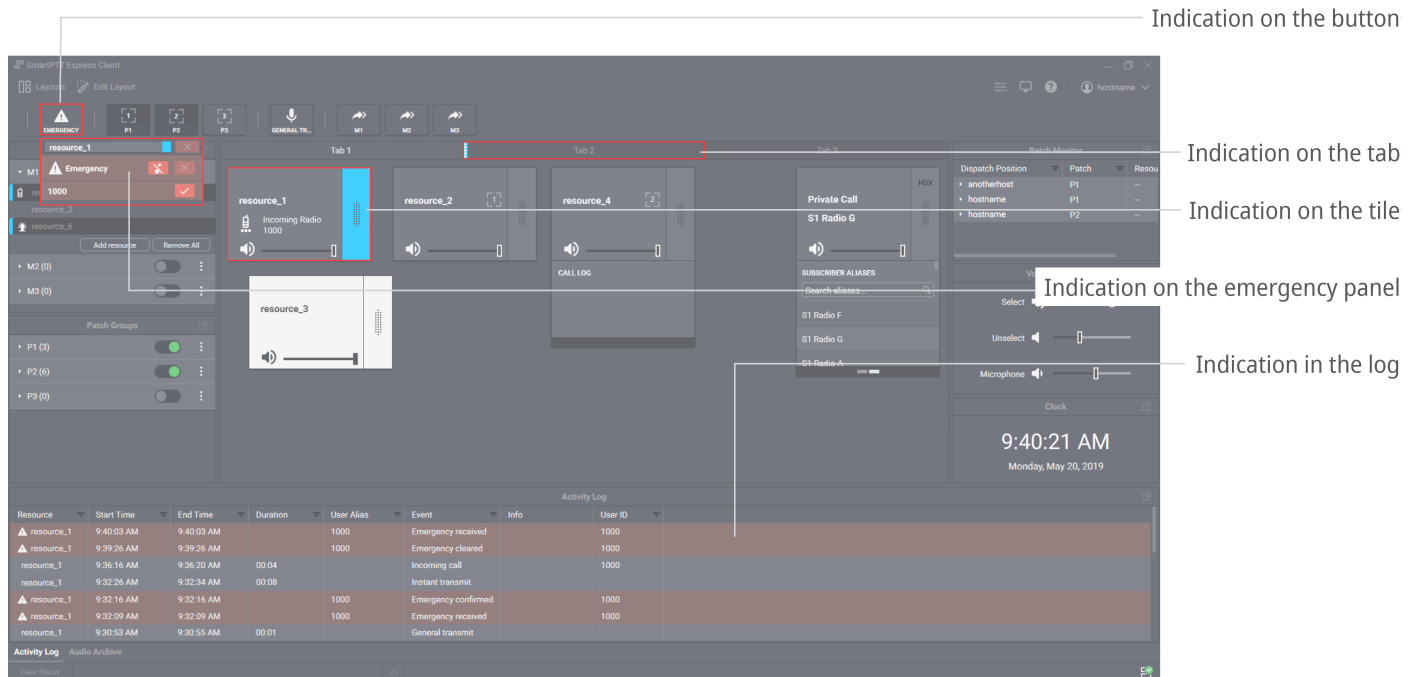 Indication on the button
SmartPTT Express Client
Layouts Edit Layout
hostname
EMERGENCY
1 P1
2 P2
3 P3
GENERAL TR...
M1
M2
M3
resource_1
Emergency
1000
M1
resource_2
resource_6
Add resource Remove All
M2 (0)
M3 (0)
Patch Groups
P1 (3)
P2 (6)
P3 (0)
Tab 1 Tab 2 Tab 3
Indication on the tab
resource_1
Incoming Radio
1000
resource_2 1
resource_4 2
CALL LOG
resource_3
HDX
Private Call
S1 Radio G
SUBSCRIBER ALIASES
Search aliases...
S1 Radio F
S1 Radio G
S1 Radio A
Patch Monitor
Dispatch Position Patch Resou
anotherhost P1 –
hostname P1 –
hostname P2 –
Indication on the tile
Indication on the emergency panel
Select
Unselect
Microphone
Indication in the log
Clock
9:40:21 AM
Monday, May 20, 2019
Activity Log
Resource Start Time End Time Duration User Alias Event Info User ID
resource_1 9:40:03 AM 9:40:03 AM 1000 Emergency received 1000
resource_1 9:39:26 AM 9:39:26 AM 1000 Emergency cleared 1000
resource_1 9:36:16 AM 9:36:20 AM 00:04 Incoming call 1000
resource_1 9:32:26 AM 9:32:34 AM 00:08 Instant transmit
resource_1 9:32:16 AM 9:32:16 AM 1000 Emergency confirmed 1000
resource_1 9:32:09 AM 9:32:09 AM 1000 Emergency received 1000
resource_1 9:30:53 AM 9:30:55 AM 00:01 General transmit
Activity Log Audio Archive
Clear Status